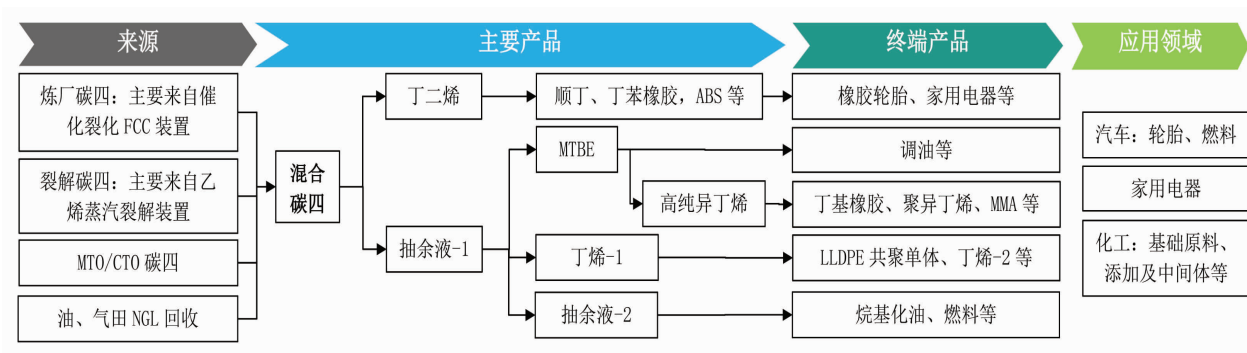 来源
主要产品
终端产品
应用领域
炼厂碳四：主要来自催
化裂化 FCC 装置
裂解碳四：主要来自乙
烯蒸汽裂解装置
MTO/CTO 碳四
油、气田 NGL 回收
混合
碳四
丁二烯
抽余液-1
顺丁、丁苯橡胶，ABS 等
MTBE
高纯异丁烯
丁烯-1
抽余液-2
橡胶轮胎、家用电器等
调油等
丁基橡胶、聚异丁烯、MMA 等
LLDPE 共聚单体、丁烯-2 等
烷基化油、燃料等
汽车：轮胎、燃料
家用电器
化工：基础原料、
添加及中间体等